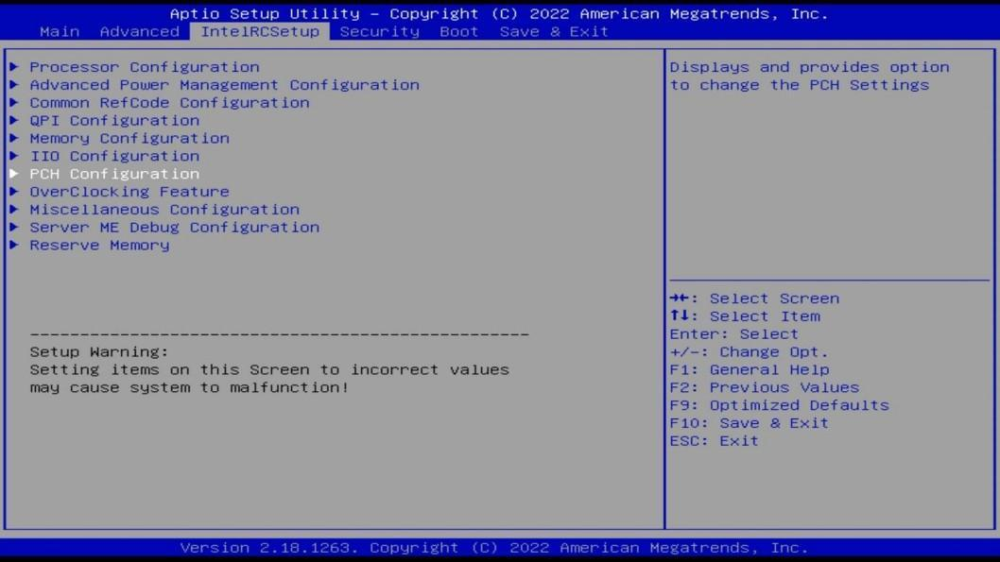 Aptio Setup Utility – Copyright (C) 2022 American Megatrends, Inc.
Main Advanced IntelRCSetup Security Boot Save & Exit
▶ Processor Configuration
▶ Advanced Power Management Configuration
▶ Common RefCode Configuration
▶ QPI Configuration
▶ Memory Configuration
▶ IIO Configuration
▶ PCH Configuration
▶ OverClocking Feature
▶ Miscellaneous Configuration
▶ Server ME Debug Configuration
▶ Reserve Memory
--------------------------------------------------
Setup Warning:
Setting items on this Screen to incorrect values
may cause system to malfunction!
Displays and provides option
to change the PCH Settings
→←: Select Screen
↑↓: Select Item
Enter: Select
+/-: Change Opt.
F1: General Help
F2: Previous Values
F9: Optimized Defaults
F10: Save & Exit
ESC: Exit
Version 2.18.1263. Copyright (C) 2022 American Megatrends, Inc.